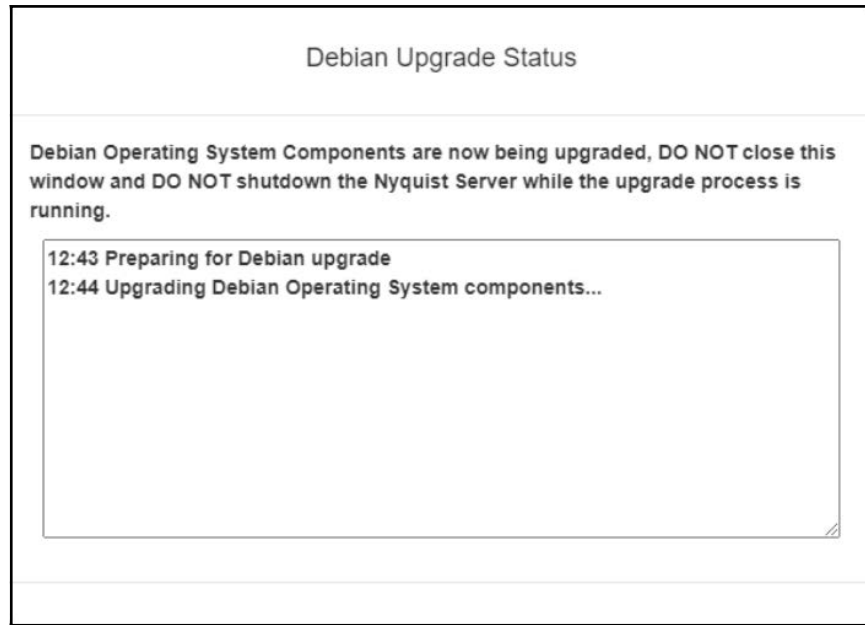 Debian Upgrade Status
Debian Operating System Components are now being upgraded, DO NOT close this
window and DO NOT shutdown the Nyquist Server while the upgrade process is
running.
12:43 Preparing for Debian upgrade
12:44 Upgrading Debian Operating System components...